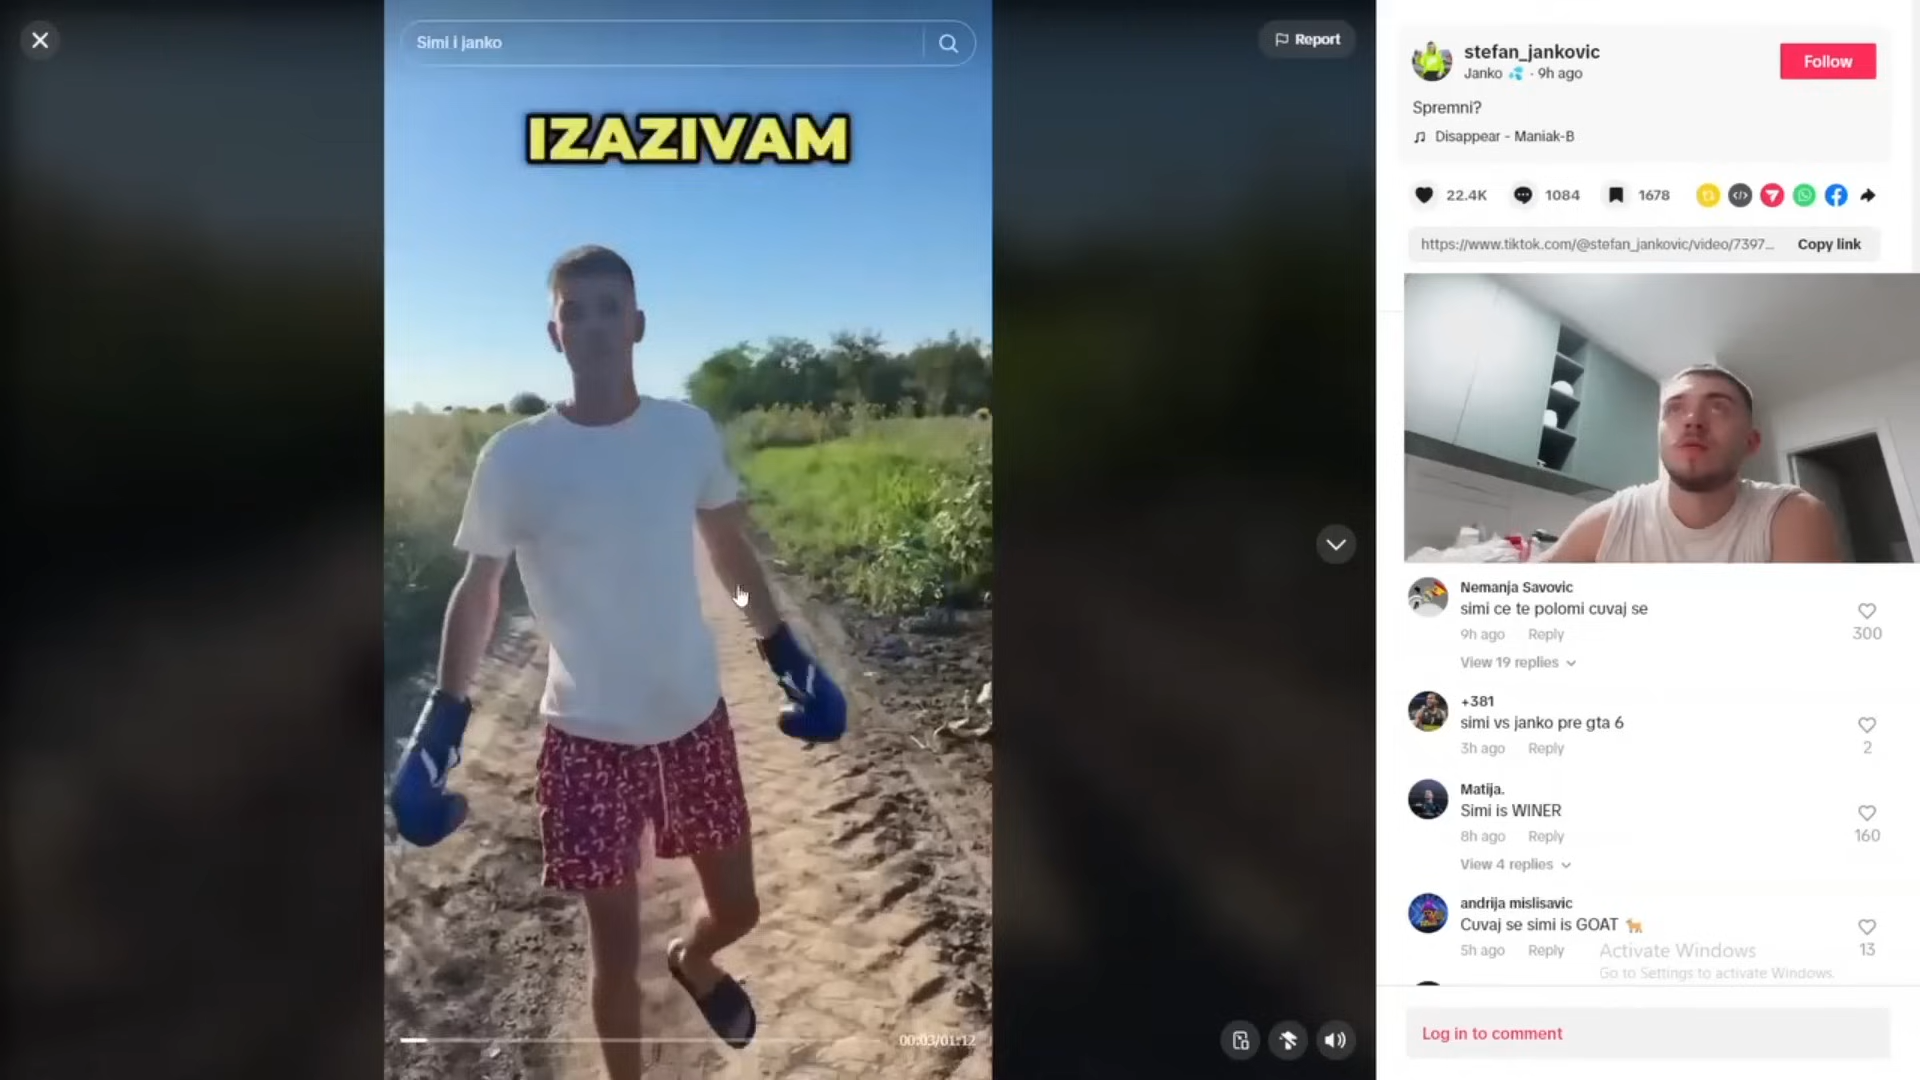 Simi i janko
Report
IZAZIVAM
00:03/01:12
stefan_jankovic
Janko 💦 · 9h ago
Follow
Spremni?
Disappear - Maniak-B
22.4K
1084
1678
https://www.tiktok.com/@stefan_jankovic/video/7397...
Copy link
Nemanja Savovic
simi ce te polomi cuvaj se
9h ago Reply
300
View 19 replies
+381
simi vs janko pre gta 6
3h ago Reply
2
Matija.
Simi is WINER
8h ago Reply
160
View 4 replies
andrija mislisavic
Cuvaj se simi is GOAT 🐐
5h ago Reply
13
Activate Windows
Go to Settings to activate Windows.
Log in to comment